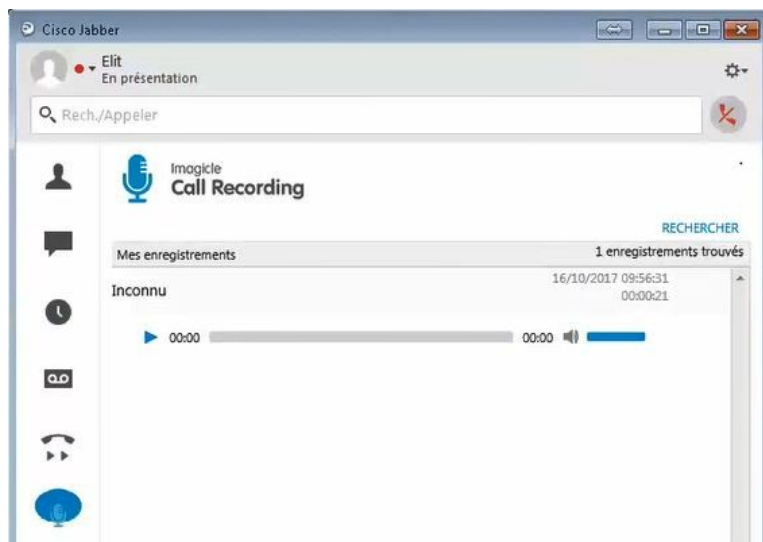 Cisco Jabber
Elit
En présentation
Rech./Appeler
Imagicle
Call Recording
RECHERCHER
Mes enregistrements 1 enregistrements trouvés
Inconnu 16/10/2017 09:56:31
00:00:21
00:00 00:00